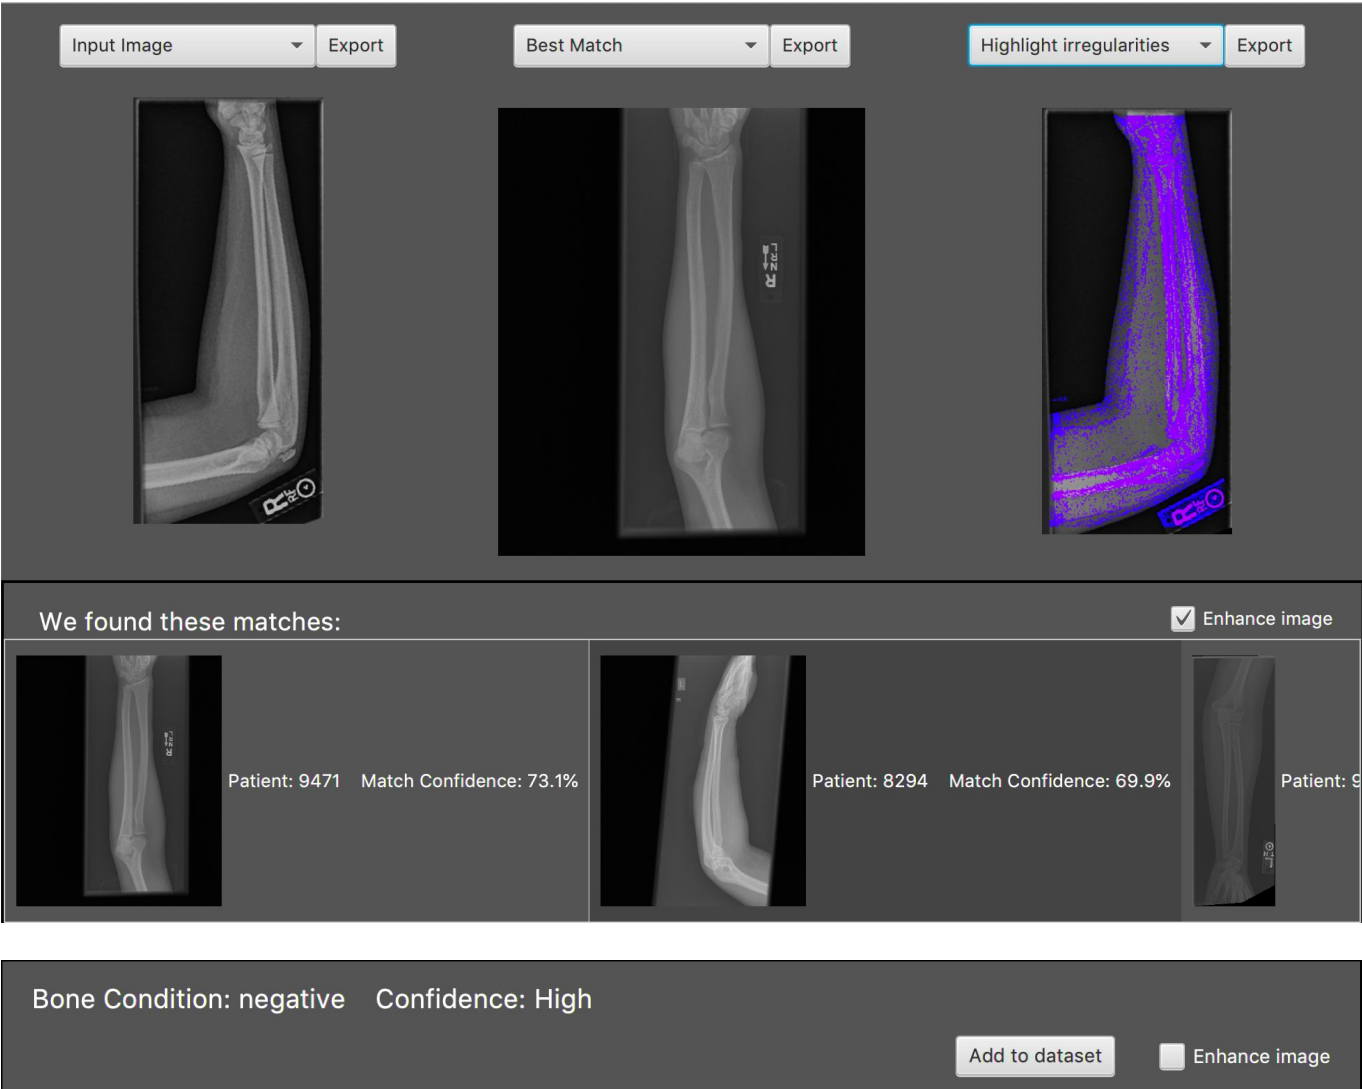 Input Image Export
Best Match Export
Highlight irregularities Export
R
RF
R
We found these matches:
Enhance image
Patient: 9471 Match Confidence: 73.1%
Patient: 8294 Match Confidence: 69.9%
Patient: 9
Bone Condition: negative Confidence: High
Add to dataset
Enhance image